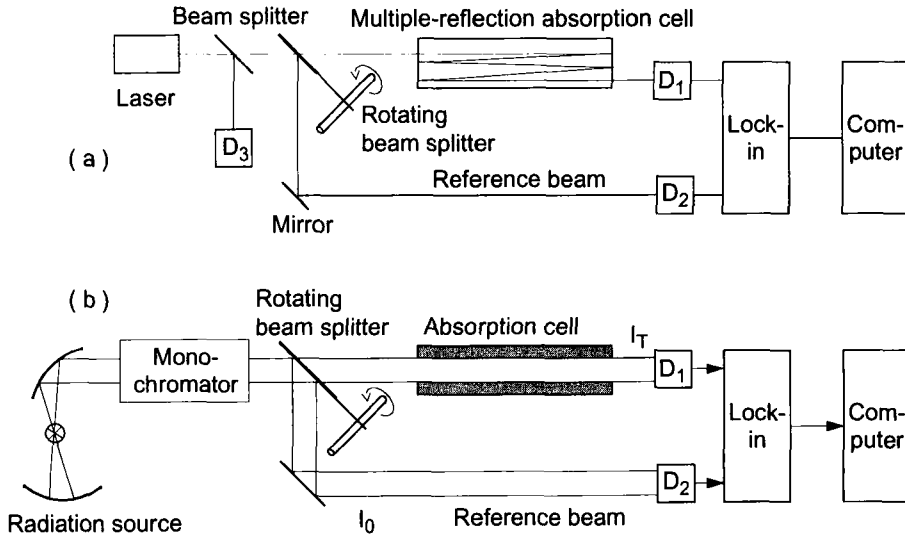 Beam splitter
Multiple-reflection absorption cell
Laser
D3
Rotating
beam splitter
D1
Lock-
in
Com-
puter
( a )
Reference beam
D2
Mirror
( b )
Rotating
beam splitter
Absorption cell
IT
Mono-
chromator
D1
Lock-
in
Com-
puter
D2
Radiation source
I0
Reference beam